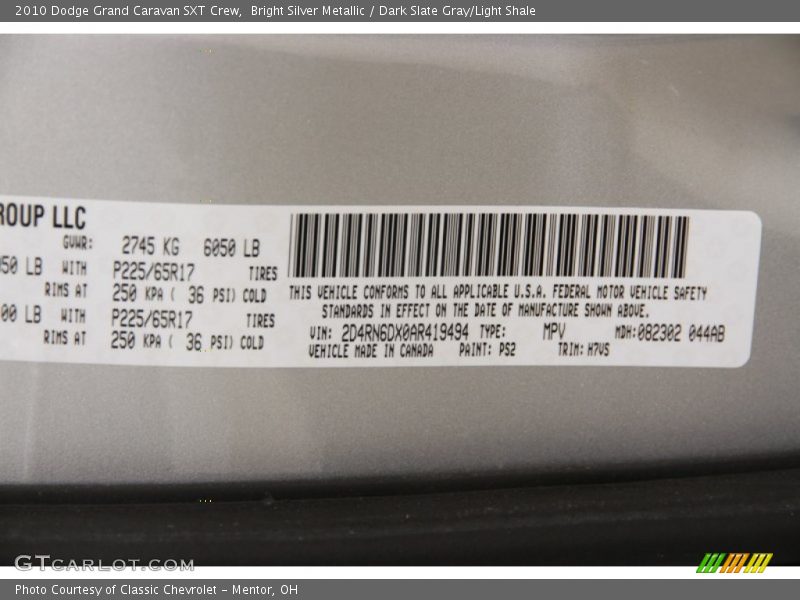 2010 Dodge Grand Caravan SXT Crew, Bright Silver Metallic / Dark Slate Gray/Light Shale
GROUP LLC
GVWR: 2745 KG 6050 LB
50 LB WITH P225/65R17 TIRES
RIMS AT 250 KPA ( 36 PSI) COLD
00 LB WITH P225/65R17 TIRES
RIMS AT 250 KPA ( 36 PSI) COLD
THIS VEHICLE CONFORMS TO ALL APPLICABLE U.S.A. FEDERAL MOTOR VEHICLE SAFETY
STANDARDS IN EFFECT ON THE DATE OF MANUFACTURE SHOWN ABOVE.
VIN: 2D4RN6DX0AR419494 TYPE: MPV MDH:082302 044AB
VEHICLE MADE IN CANADA PAINT: PS2 TRIM: H7VS
GTCARLOT.COM
Photo Courtesy of Classic Chevrolet - Mentor, OH